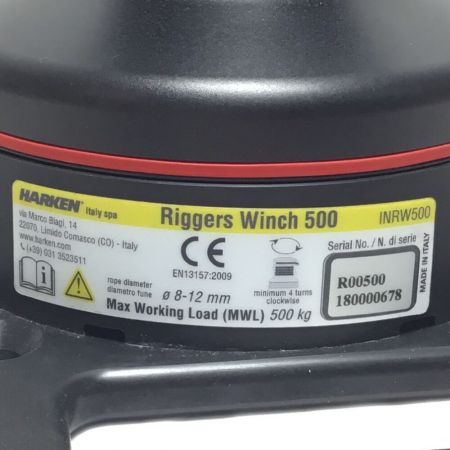 HARKEN Italy spa
via Marco Biagi, 14
22070, Limido Comasco (CO) - Italy
www.harken.com
(+39) 031 3523511
Riggers Winch 500
INRW500
CE
EN13157:2009
rope diameter
diametro fune
ø 8-12 mm
minimum 4 turns
clockwise
Max Working Load (MWL) 500 kg
Serial No. / N. di serie
R00500
180000678
MADE IN ITALY